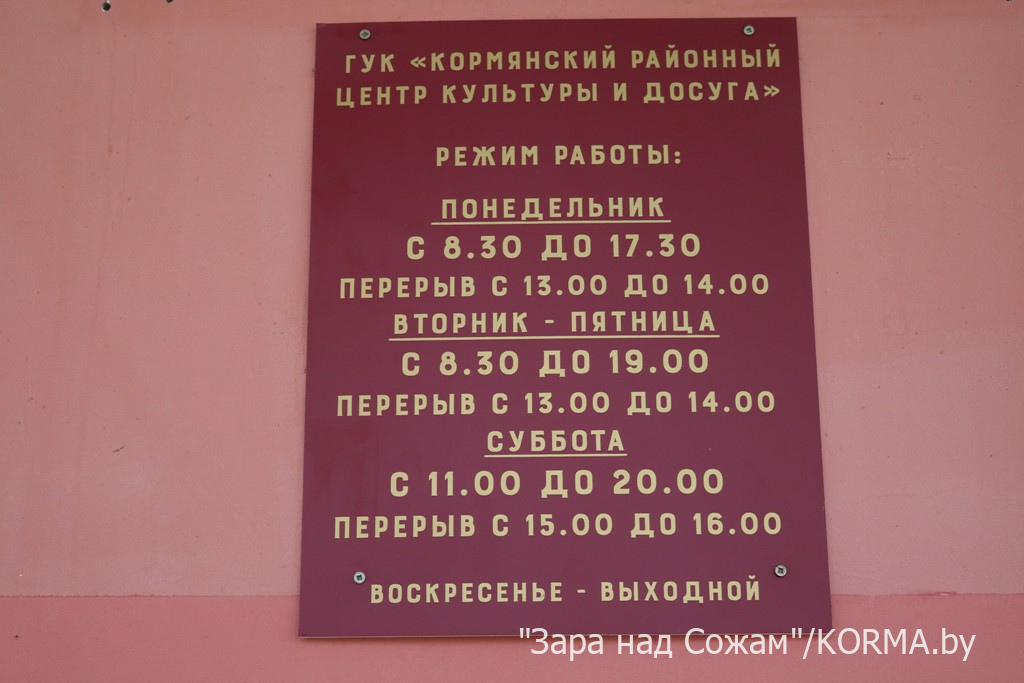 ГУК «КОРМЯНСКИЙ РАЙОННЫЙ
ЦЕНТР КУЛЬТУРЫ И ДОСУГА»
РЕЖИМ РАБОТЫ:
ПОНЕДЕЛЬНИК
С 8.30 ДО 17.30
ПЕРЕРЫВ С 13.00 ДО 14.00
ВТОРНИК - ПЯТНИЦА
С 8.30 ДО 19.00
ПЕРЕРЫВ С 13.00 ДО 14.00
СУББОТА
С 11.00 ДО 20.00
ПЕРЕРЫВ С 15.00 ДО 16.00
ВОСКРЕСЕНЬЕ - ВЫХОДНОЙ
"Зара над Сожам"/KORMA.by